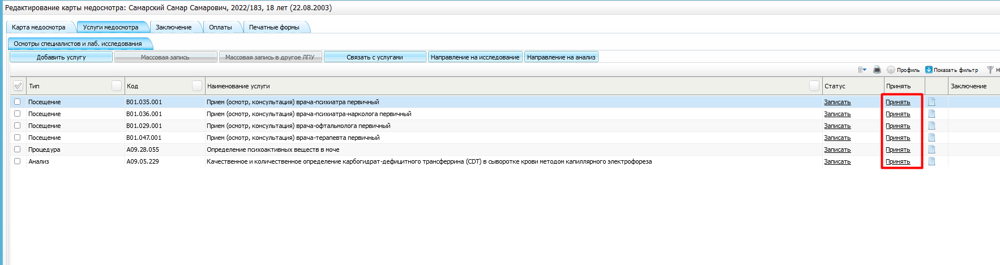 Редактирование карты медосмотра: Самарский Самар Самарович, 2022/183, 18 лет (22.08.2003)
Карта медосмотра Услуги медосмотра Заключение Оплаты Печатные формы
Осмотры специалистов и лаб. исследования
Добавить услугу Массовая запись Массовая запись в другое ЛПУ Связать с услугами Направление на исследование Направление на анализ
Профиль Показать фильтр Н
Тип Код Наименование услуги Статус Принять Заключение
Посещение B01.035.001 Прием (осмотр, консультация) врача-психиатра первичный Записать Принять
Посещение B01.036.001 Прием (осмотр, консультация) врача-психиатра-нарколога первичный Записать Принять
Посещение B01.029.001 Прием (осмотр, консультация) врача-офтальмолога первичный Записать Принять
Посещение B01.047.001 Прием (осмотр, консультация) врача-терапевта первичный Записать Принять
Процедура A09.28.055 Определение психоактивных веществ в моче Записать Принять
Анализ A09.05.229 Качественное и количественное определение карбогидрат-дефицитного трансферрина (CDT) в сыворотке крови методом капиллярного электрофореза Записать Принять